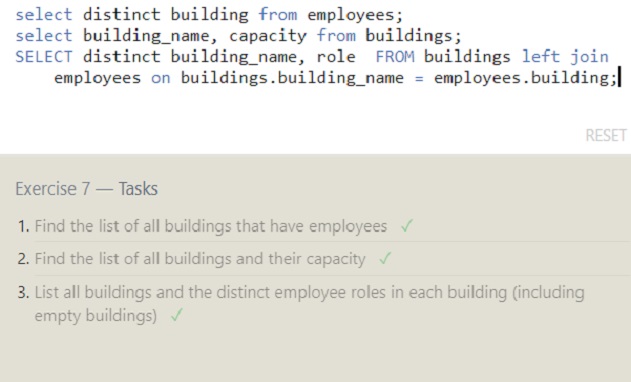 select distinct building from employees;
select building_name, capacity from buildings;
SELECT distinct building_name, role  FROM buildings left join
employees on buildings.building_name = employees.building;
RESET
Exercise 7 — Tasks
1. Find the list of all buildings that have employees ✓
2. Find the list of all buildings and their capacity ✓
3. List all buildings and the distinct employee roles in each building (including
empty buildings) ✓